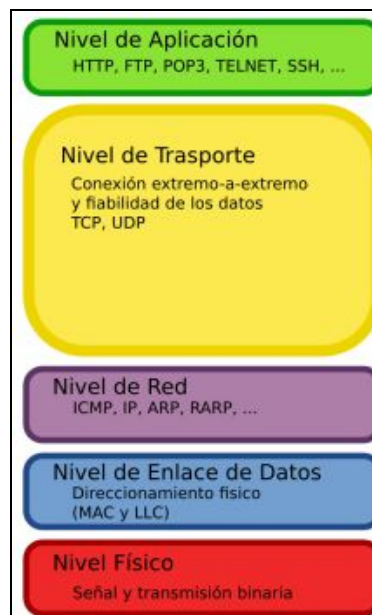 Nivel de Aplicación
HTTP, FTP, POP3, TELNET, SSH, ...
Nivel de Trasporte
Conexión extremo-a-extremo
y fiabilidad de los datos
TCP, UDP
Nivel de Red
ICMP, IP, ARP, RARP, ...
Nivel de Enlace de Datos
Direccionamiento fisico
(MAC y LLC)
Nivel Físico
Señal y transmisión binaria